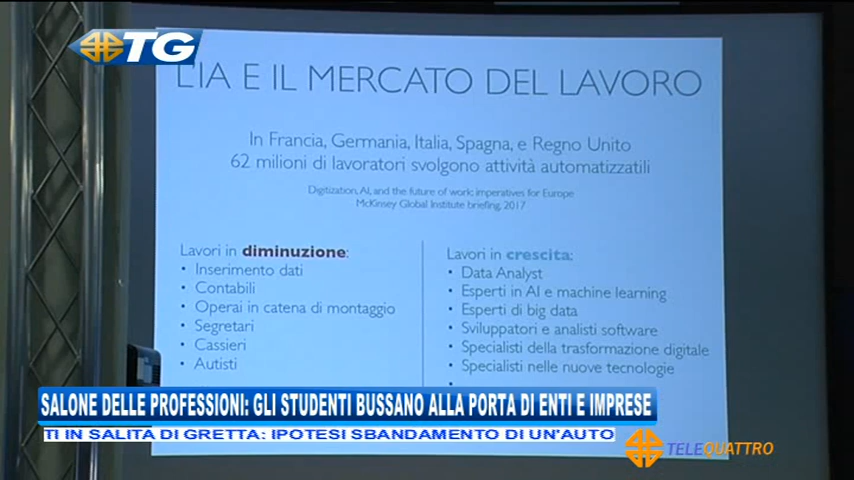 TG
L'IA E IL MERCATO DEL LAVORO
In Francia, Germania, Italia, Spagna, e Regno Unito
62 milioni di lavoratori svolgono attività automatizzatili
Digitization, AI, and the future of work: imperatives for Europe
McKinsey Global Institute briefing, 2017
Lavori in diminuzione:
• Inserimento dati
• Contabili
• Operai in catena di montaggio
• Segretari
• Cassieri
• Autisti
Lavori in crescita:
• Data Analyst
• Esperti in AI e machine learning
• Esperti di big data
• Sviluppatori e analisti software
• Specialisti della trasformazione digitale
• Specialisti nelle nuove tecnologie
SALONE DELLE PROFESSIONI: GLI STUDENTI BUSSANO ALLA PORTA DI ENTI E IMPRESE
TI IN SALITA DI GRETTA: IPOTESI SBANDAMENTO DI UN'AUTO
TELEQUATTRO